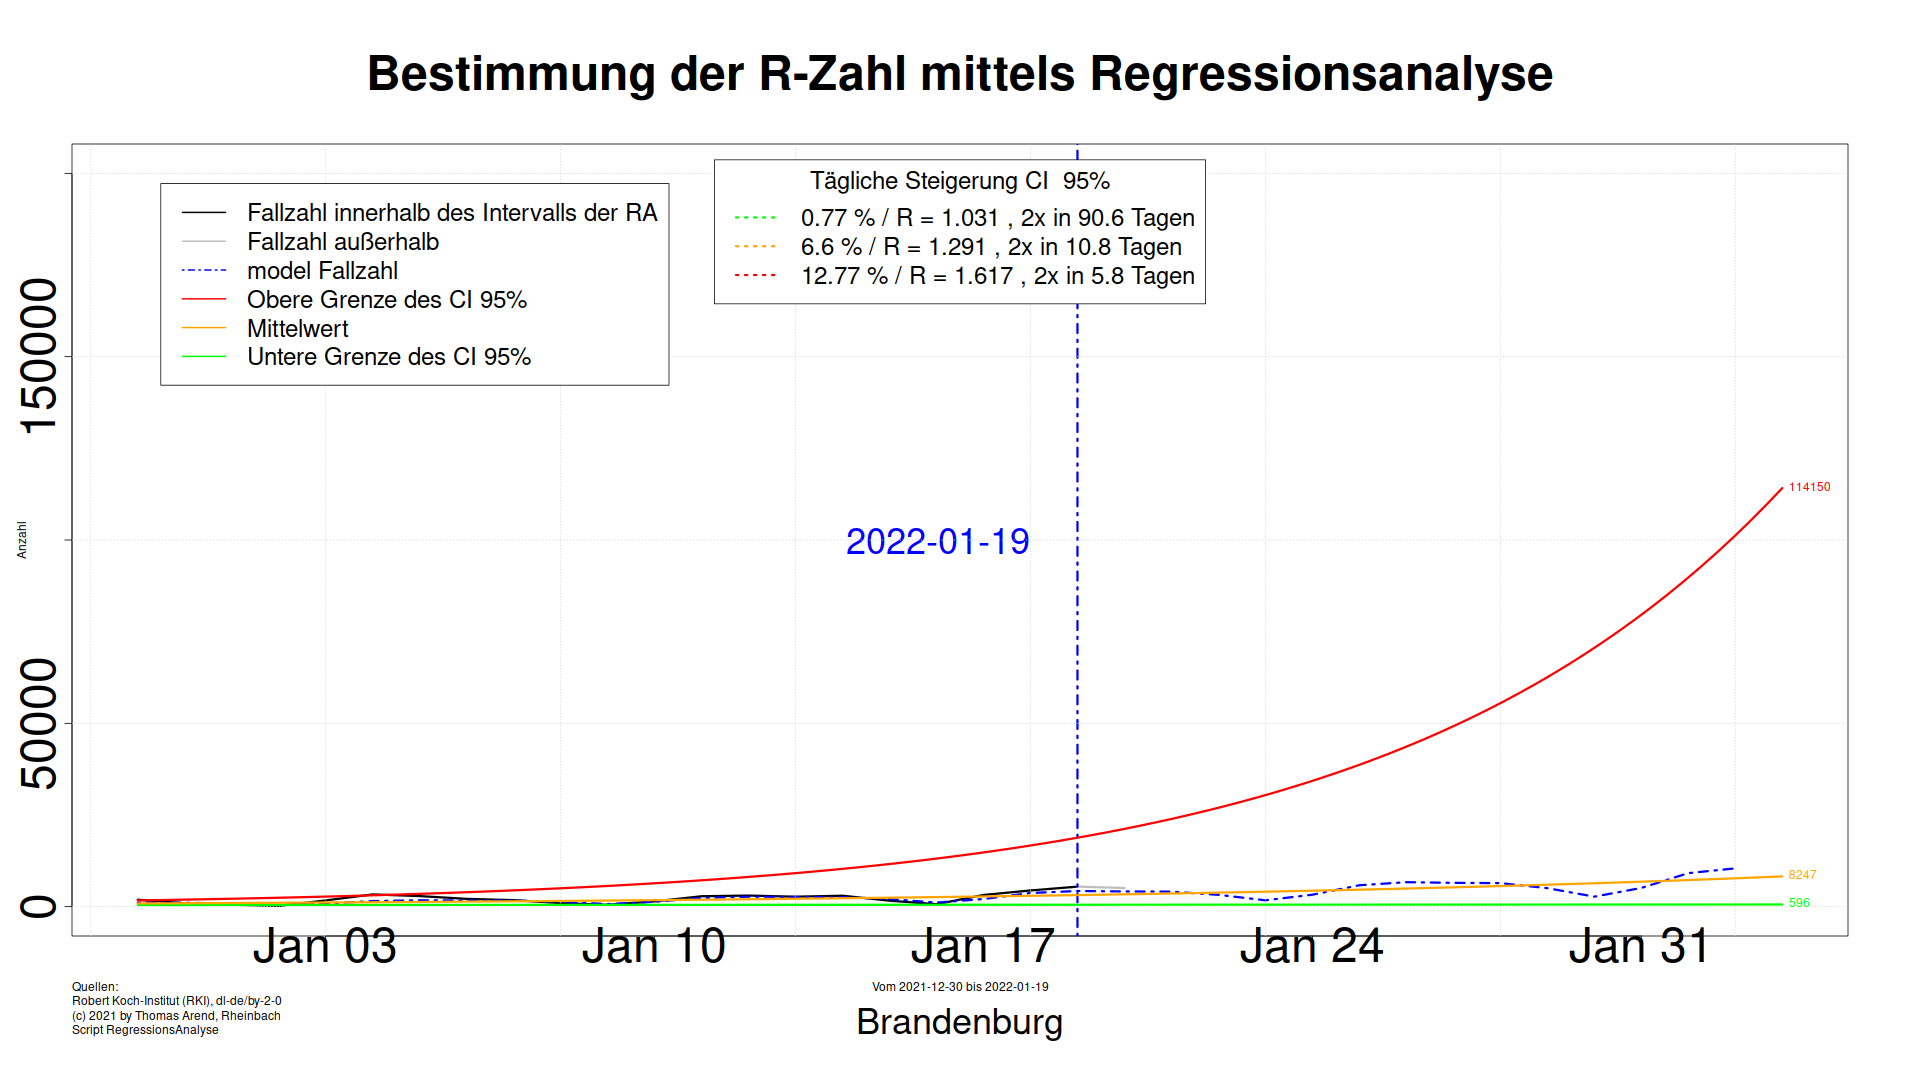 Bestimmung der R-Zahl mittels Regressionsanalyse
Fallzahl innerhalb des Intervalls der RA
Fallzahl außerhalb
model Fallzahl
Obere Grenze des CI 95%
Mittelwert
Untere Grenze des CI 95%
Tägliche Steigerung CI  95%
0.77 % / R = 1.031 , 2x in 90.6 Tagen
6.6 % / R = 1.291 , 2x in 10.8 Tagen
12.77 % / R = 1.617 , 2x in 5.8 Tagen
150000
50000
0
Anzahl
2022-01-19
114150
8247
596
Jan 03
Jan 10
Jan 17
Jan 24
Jan 31
Quellen:
Robert Koch-Institut (RKI), dl-de/by-2-0
(c) 2021 by Thomas Arend, Rheinbach
Script RegressionsAnalyse
Vom 2021-12-30 bis 2022-01-19
Brandenburg